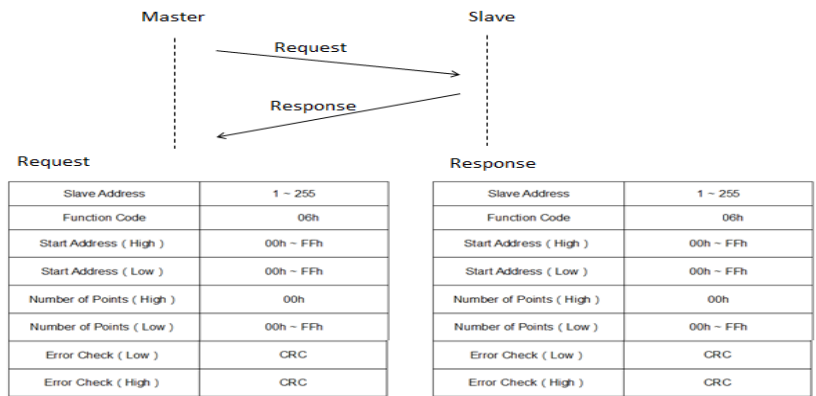 Master Slave
Request
Response
Request
Slave Address 1 ~ 255
Function Code 06h
Start Address ( High ) 00h ~ FFh
Start Address ( Low ) 00h ~ FFh
Number of Points ( High ) 00h
Number of Points ( Low ) 00h ~ FFh
Error Check ( Low ) CRC
Error Check ( High ) CRC
Response
Slave Address 1 ~ 255
Function Code 06h
Start Address ( High ) 00h ~ FFh
Start Address ( Low ) 00h ~ FFh
Number of Points ( High ) 00h
Number of Points ( Low ) 00h ~ FFh
Error Check ( Low ) CRC
Error Check ( High ) CRC